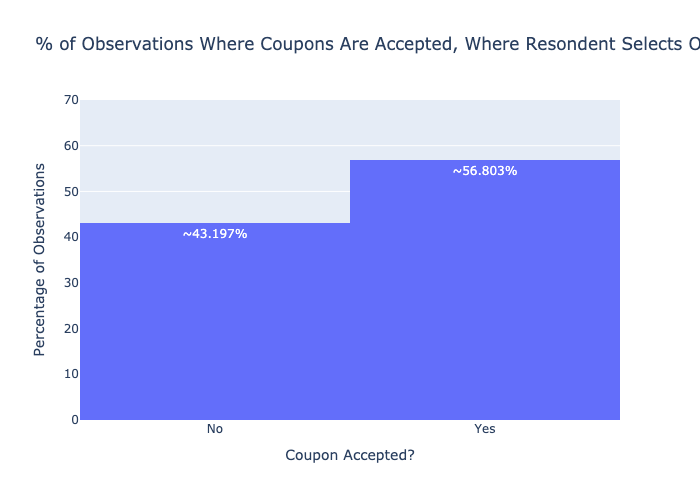 % of Observations Where Coupons Are Accepted, Where Resondent Selects O
70
60
50
40
30
20
10
0
Percentage of Observations
~43.197%
~56.803%
No Yes
Coupon Accepted?